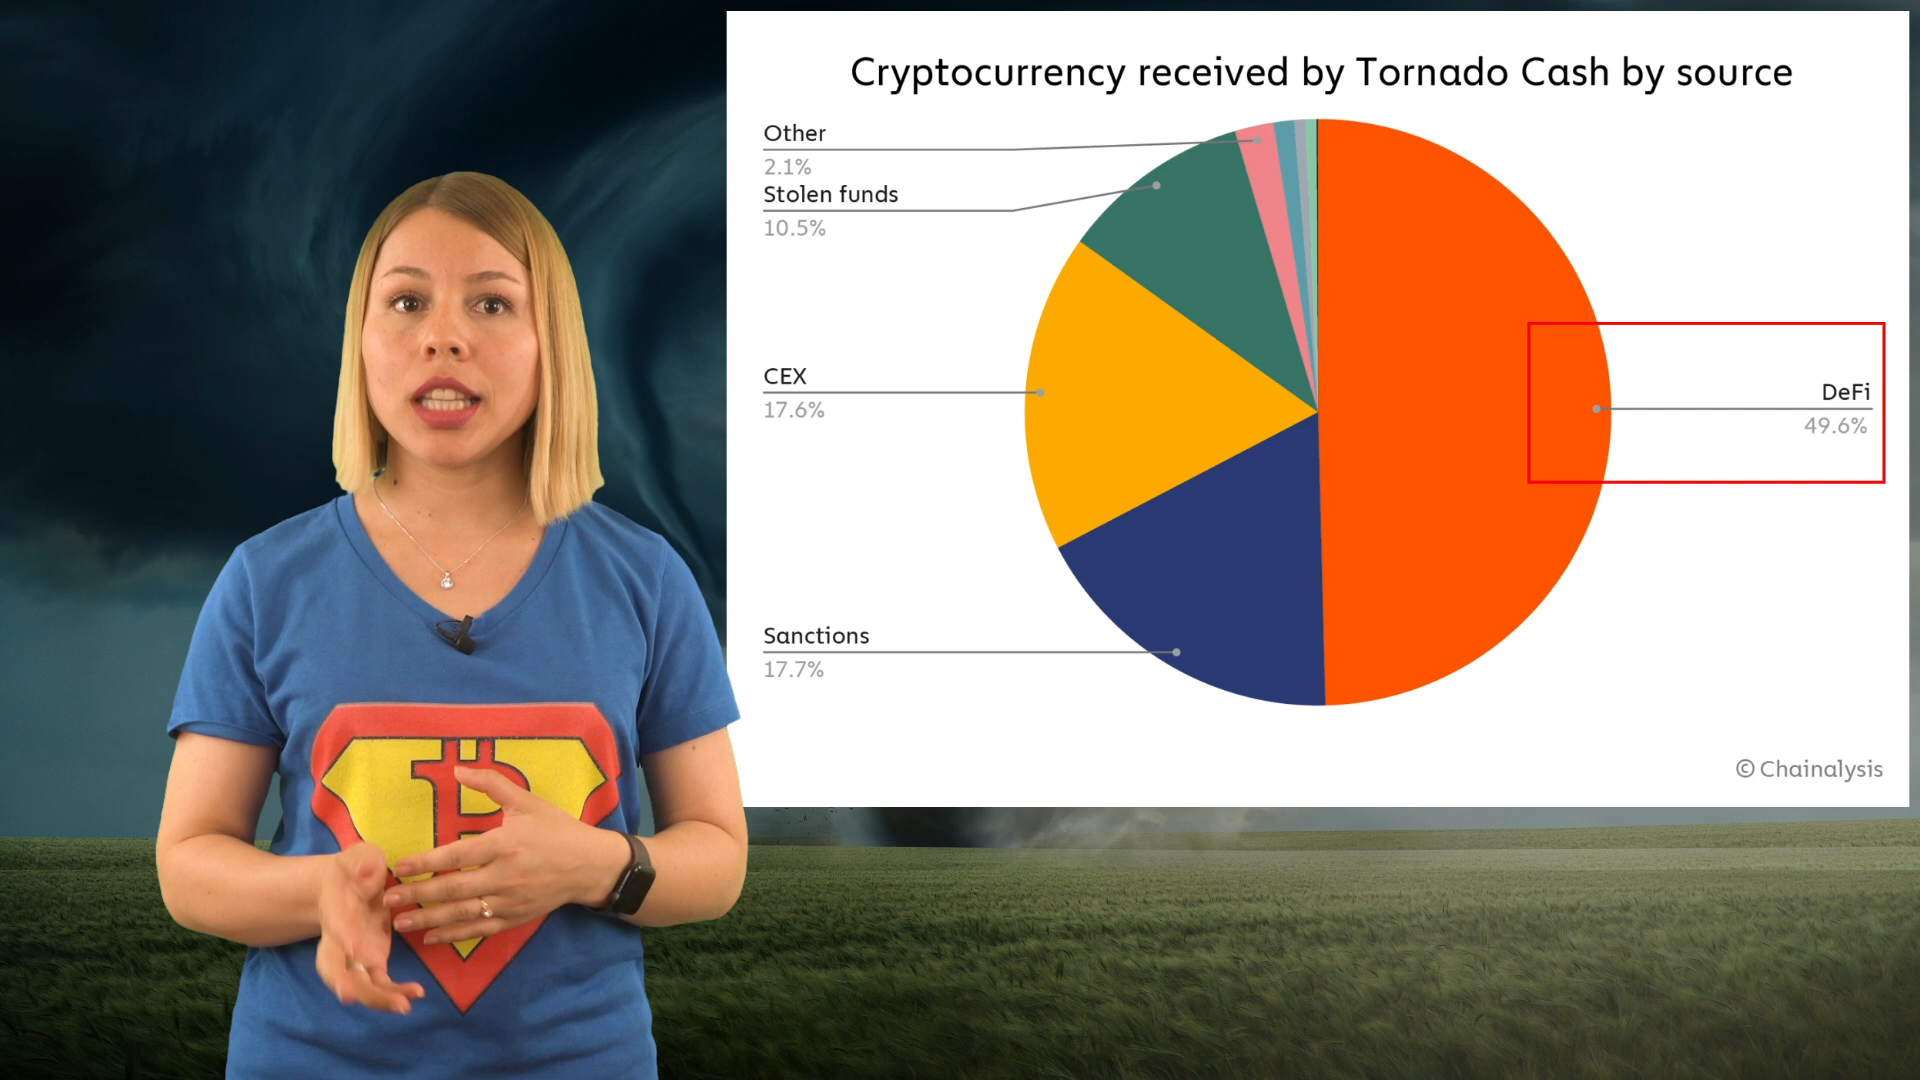 Cryptocurrency received by Tornado Cash by source
Other
2.1%
Stolen funds
10.5%
CEX
17.6%
Sanctions
17.7%
DeFi
49.6%
© Chainalysis